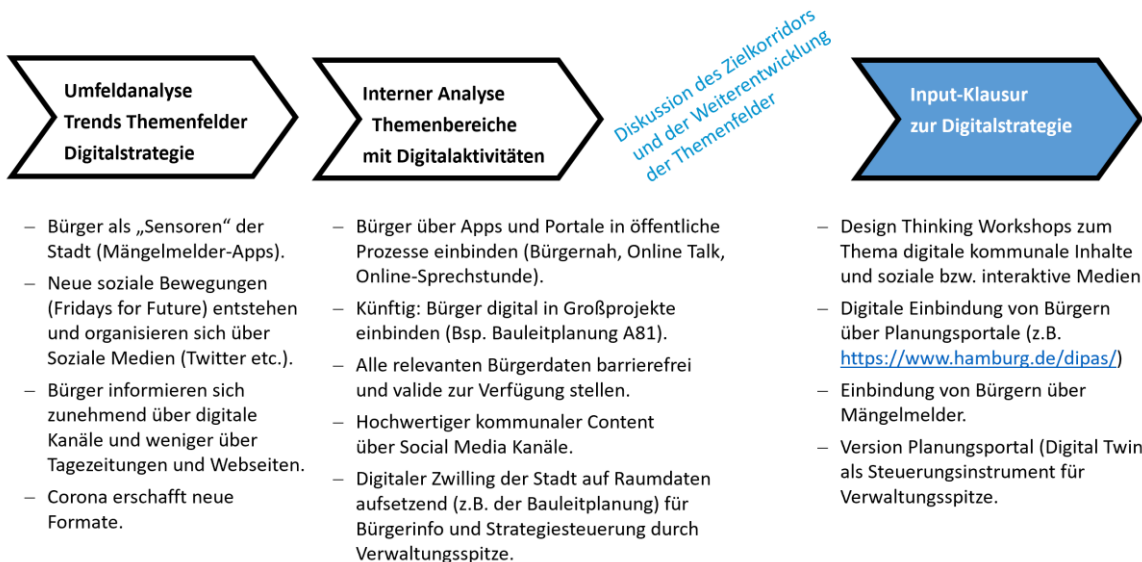 Umfeldanalyse
Trends Themenfelder
Digitalstrategie
– Bürger als „Sensoren“ der
Stadt (Mängelmelder-Apps).
– Neue soziale Bewegungen
(Fridays for Future) entstehen
und organisieren sich über
Soziale Medien (Twitter etc.).
– Bürger informieren sich
zunehmend über digitale
Kanäle und weniger über
Tagezeitungen und Webseiten.
– Corona erschafft neue
Formate.
Interner Analyse
Themenbereiche
mit Digitalaktivitäten
– Bürger über Apps und Portale in öffentliche
Prozesse einbinden (Bürgernah, Online Talk,
Online-Sprechstunde).
– Künftig: Bürger digital in Großprojekte
einbinden (Bsp. Bauleitplanung A81).
– Alle relevanten Bürgerdaten barrierefrei
und valide zur Verfügung stellen.
– Hochwertiger kommunaler Content
über Social Media Kanäle.
– Digitaler Zwilling der Stadt auf Raumdaten
aufsetzend (z.B. der Bauleitplanung) für
Bürgerinfo und Strategiesteuerung durch
Verwaltungsspitze.
Diskussion des Zielkorridors
und der Weiterentwicklung
der Themenfelder
Input-Klausur
zur Digitalstrategie
– Design Thinking Workshops zum
Thema digitale kommunale Inhalte
und soziale bzw. interaktive Medien
– Digitale Einbindung von Bürgern
über Planungsportale (z.B.
https://www.hamburg.de/dipas/)
– Einbindung von Bürgern über
Mängelmelder.
– Version Planungsportal (Digital Twin
als Steuerungsinstrument für
Verwaltungsspitze.